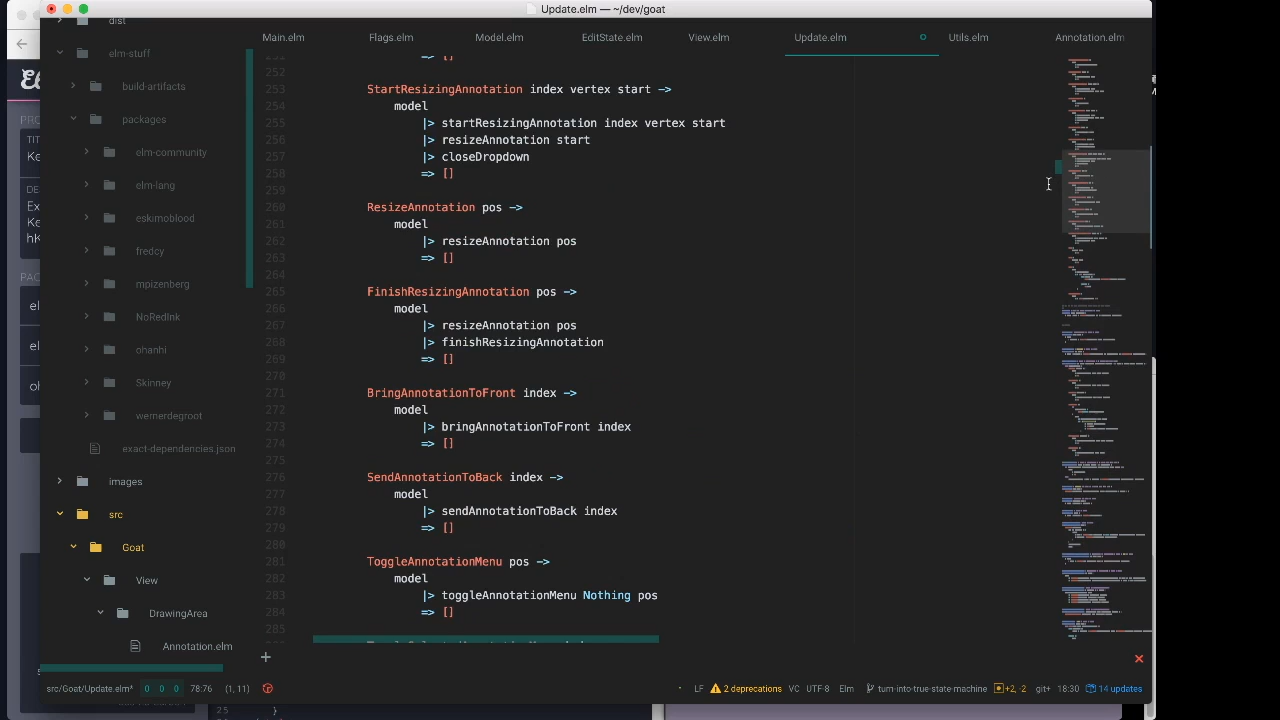 Update.elm — ~/dev/goat
dist
elm-stuff
build-artifacts
packages
elm-community
elm-lang
eskimoblood
fredcy
mpizenberg
NoRedInk
ohanhi
Skinney
wernerdegroot
exact-dependencies.json
images
src
Goat
View
DrawingArea
Annotation.elm
Main.elm Flags.elm Model.elm EditState.elm View.elm Update.elm Utils.elm Annotation.elm
=> []
252
253 StartResizingAnnotation index vertex start ->
254 model
255 |> startResizingAnnotation index vertex start
256 |> resizeAnnotation start
257 |> closeDropdown
258 => []
259
260 ResizeAnnotation pos ->
261 model
262 |> resizeAnnotation pos
263 => []
264
265 FinishResizingAnnotation pos ->
266 model
267 |> resizeAnnotation pos
268 |> finishResizingAnnotation
269 => []
270
271 BringAnnotationToFront index ->
272 model
273 |> bringAnnotationToFront index
274 => []
275
276 SendAnnotationToBack index ->
277 model
278 |> sendAnnotationToBack index
279 => []
280
281 ToggleAnnotationMenu pos ->
282 model
283 |> toggleAnnotationMenu Nothing pos
284 => []
285
src/Goat/Update.elm* 0 0 0 78:76 (1, 11) LF 2 deprecations VC UTF-8 Elm turn-into-true-state-machine +2, -2 git+ 18:30 14 updates
25 }